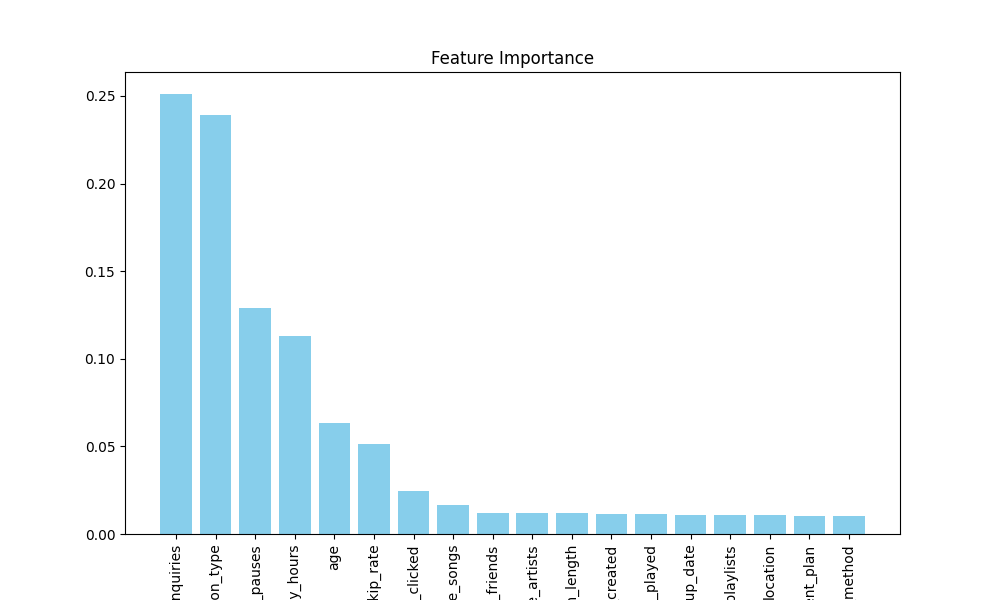 Feature Importance
0.25
0.20
0.15
0.10
0.05
0.00
nquiries
on_type
_pauses
y_hours
age
kip_rate
_clicked
e_songs
_friends
e_artists
n_length
created
_played
up_date
playlists
location
ent_plan
method